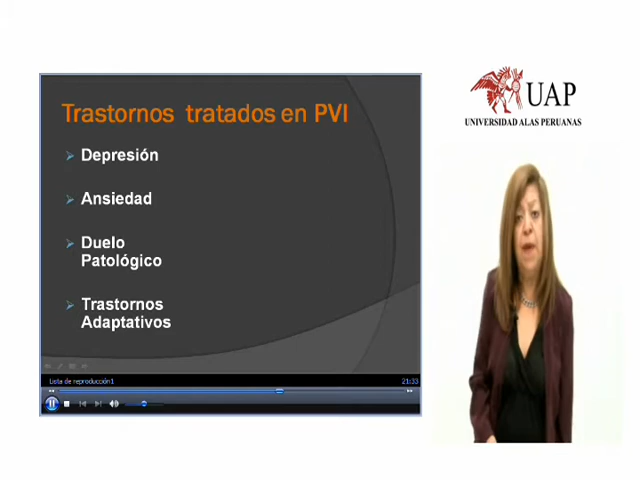 Trastornos tratados en PVI
Depresión
Ansiedad
Duelo
Patológico
Trastornos
Adaptativos
Lista de reproducción1
21:33
UAP
UNIVERSIDAD ALAS PERUANAS